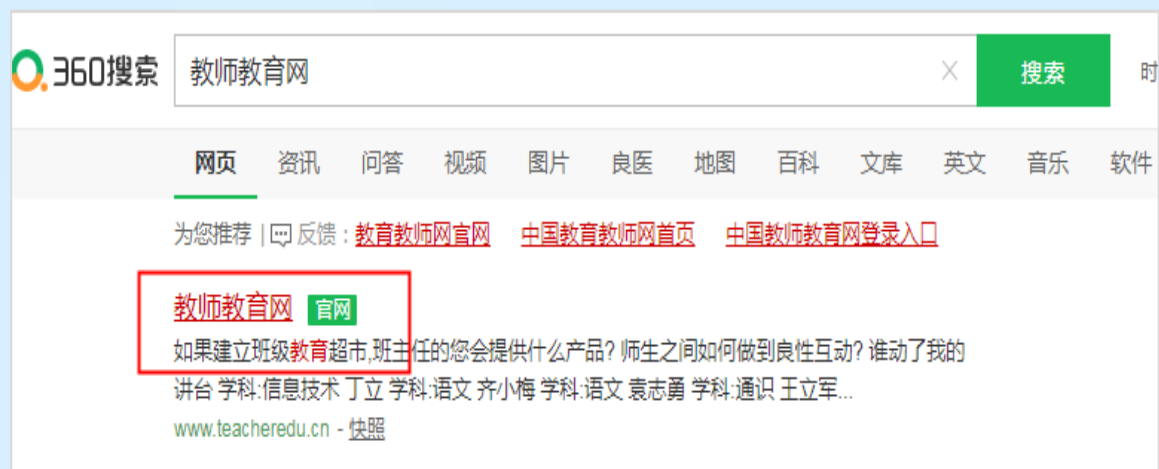 360搜索 教师教育网 X 搜索 时
网页 资讯 问答 视频 图片 良医 地图 百科 文库 英文 音乐 软件
为您推荐 | 反馈 : 教育教师网官网 中国教育教师网首页 中国教师教育网登录入口
教师教育网 官网
如果建立班级教育超市,班主任的您会提供什么产品? 师生之间如何做到良性互动? 谁动了我的
讲台 学科:信息技术 丁立 学科:语文 齐小梅 学科:语文 袁志勇 学科:通识 王立军...
www.teacheredu.cn - 快照